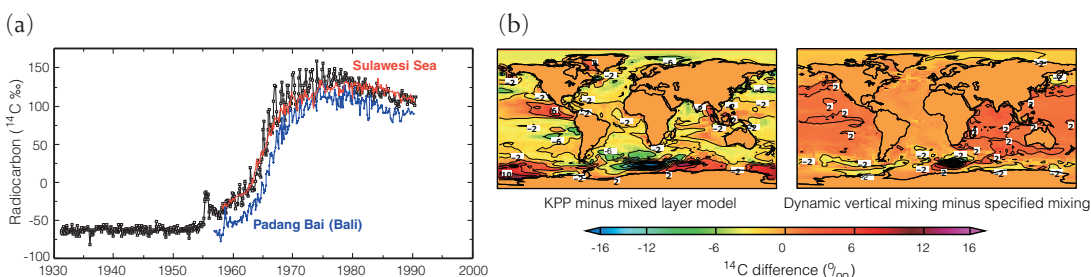 (a)
Radiocarbon (¹⁴C ‰)
150
100
50
0
-50
-100
Sulawesi Sea
Padang Bai (Bali)
1930 1940 1950 1960 1970 1980 1990 2000
(b)
KPP minus mixed layer model
Dynamic vertical mixing minus specified mixing
-16 -12 -6 0 6 12 16
¹⁴C difference (‰)